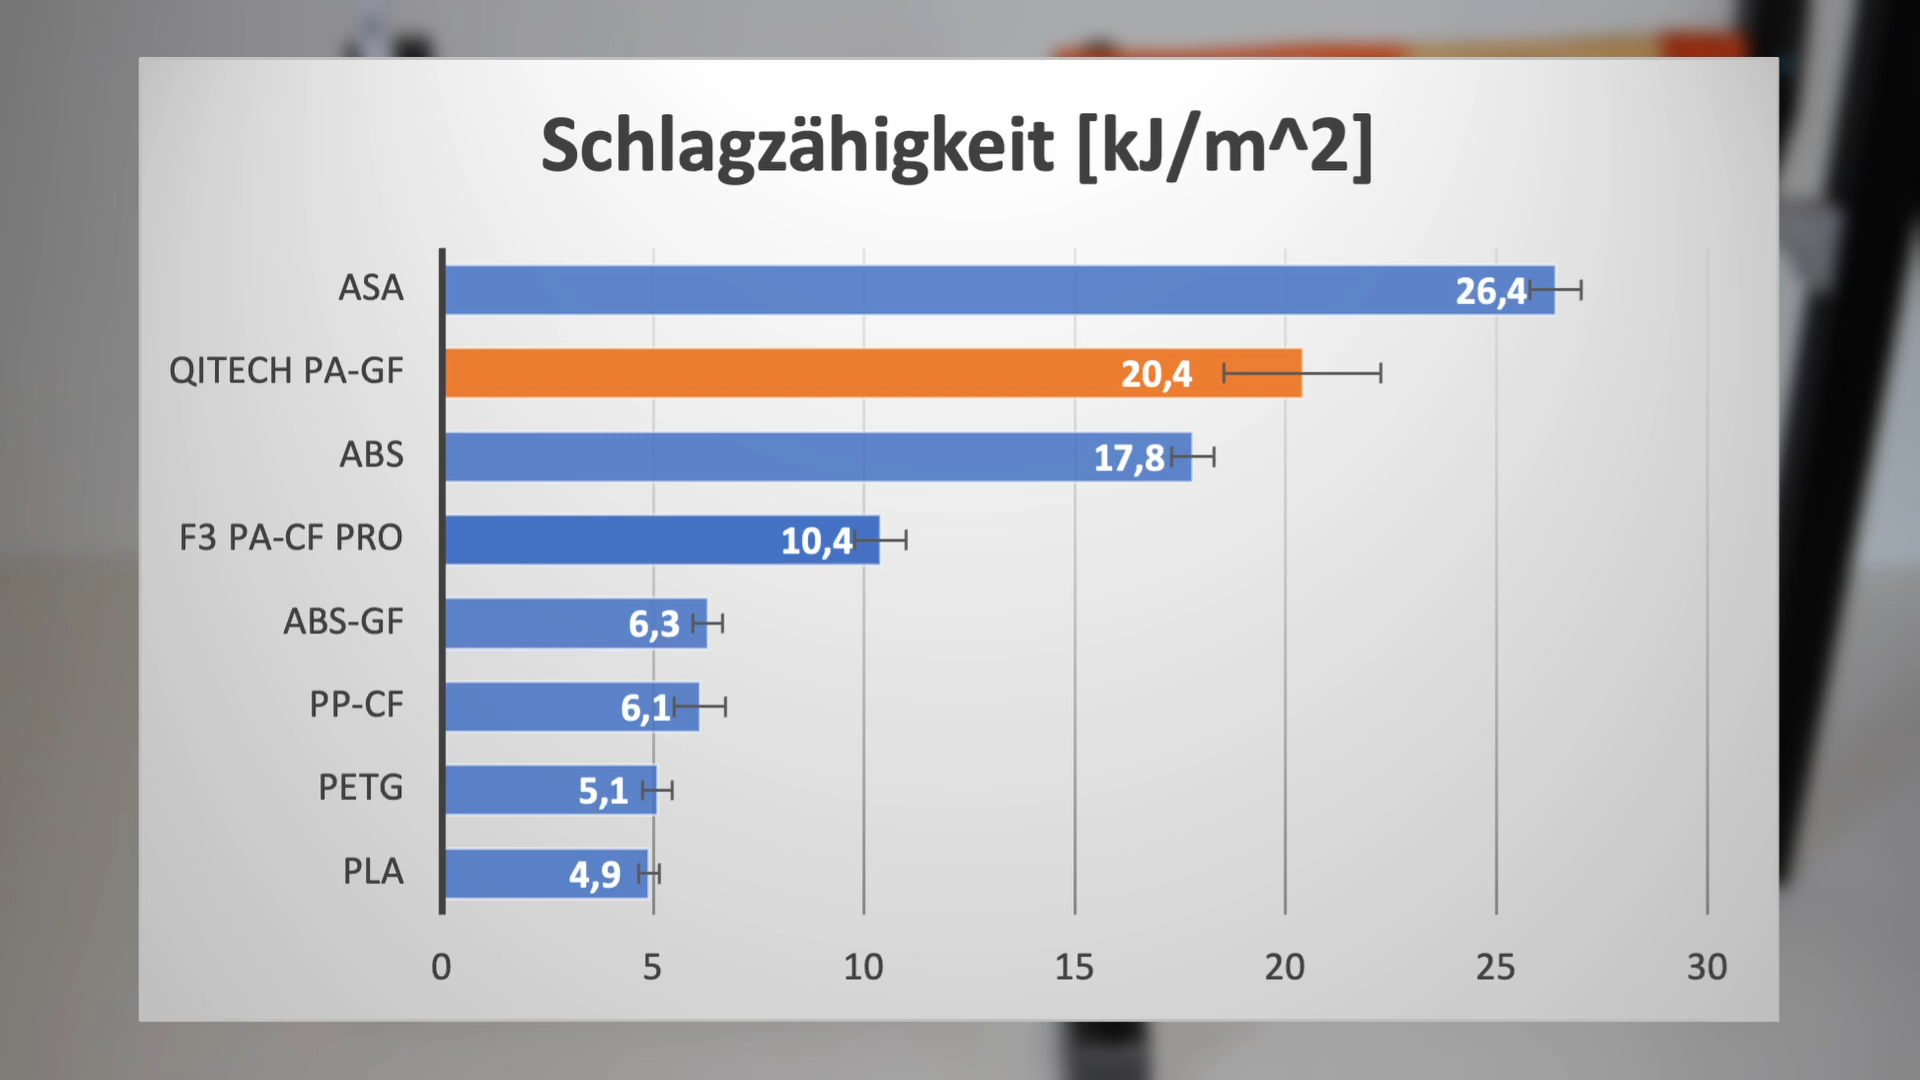 Schlagzähigkeit [kJ/m^2]
ASA 26,4
QITECH PA-GF 20,4
ABS 17,8
F3 PA-CF PRO 10,4
ABS-GF 6,3
PP-CF 6,1
PETG 5,1
PLA 4,9
0 5 10 15 20 25 30